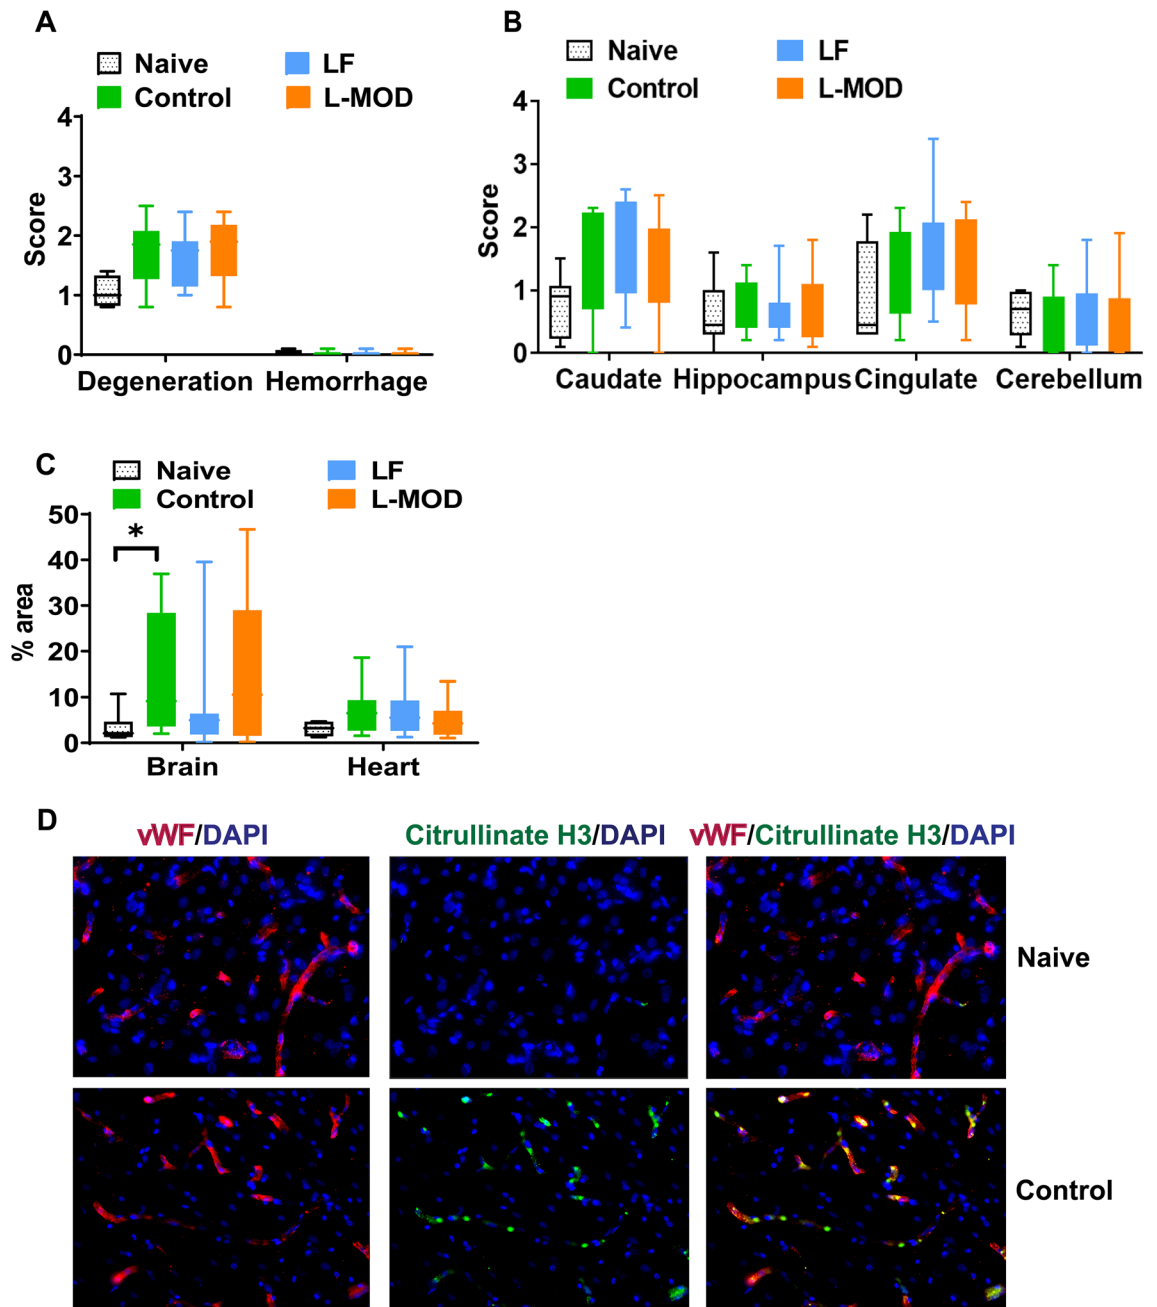 A
Naive LF
Control L-MOD
Score
4
3
2
1
0
Degeneration Hemorrhage
B
Naive LF
Control L-MOD
Score
4
3
2
1
0
Caudate Hippocampus Cingulate Cerebellum
C
Naive LF
Control L-MOD
% area
50
40
30
20
10
0
*
Brain Heart
D
vWF/DAPI Citrullinate H3/DAPI vWF/Citrullinate H3/DAPI
Naive
Control